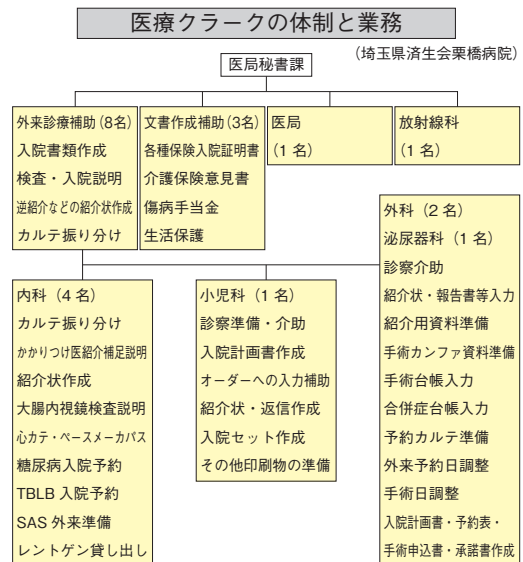 医療クラークの体制と業務
（埼玉県済生会栗橋病院）
医局秘書課
外来診療補助（8名）
入院書類作成
検査・入院説明
逆紹介などの紹介状作成
カルテ振り分け
文書作成補助（3名）
各種保険入院証明書
介護保険意見書
傷病手当金
生活保護
医局
（1名）
放射線科
（1名）
内科（4名）
カルテ振り分け
かかりつけ医紹介補足説明
紹介状作成
大腸内視鏡検査説明
心カテ・ペースメーカパス
糖尿病入院予約
TBLB 入院予約
SAS 外来準備
レントゲン貸し出し
小児科（1名）
診察準備・介助
入院計画書作成
オーダーへの入力補助
紹介状・返信作成
入院セット作成
その他印刷物の準備
外科（2名）
泌尿器科（1名）
診察介助
紹介状・報告書等入力
紹介用資料準備
手術カンファ資料準備
手術台帳入力
合併症台帳入力
予約カルテ準備
外来予約日調整
手術日調整
入院計画書・予約表・
手術申込書・承諾書作成